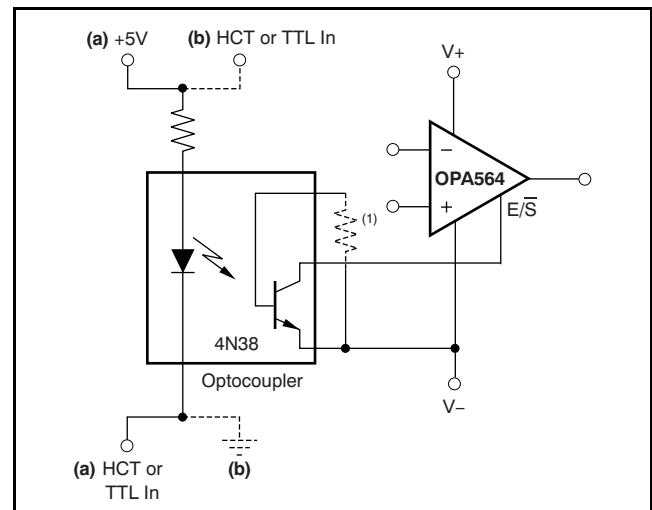 (a) +5V
(b) HCT or TTL In
V+
−
OPA564
+
E/S̅
(1)
4N38
Optocoupler
V−
(a) HCT or
TTL In
(b)